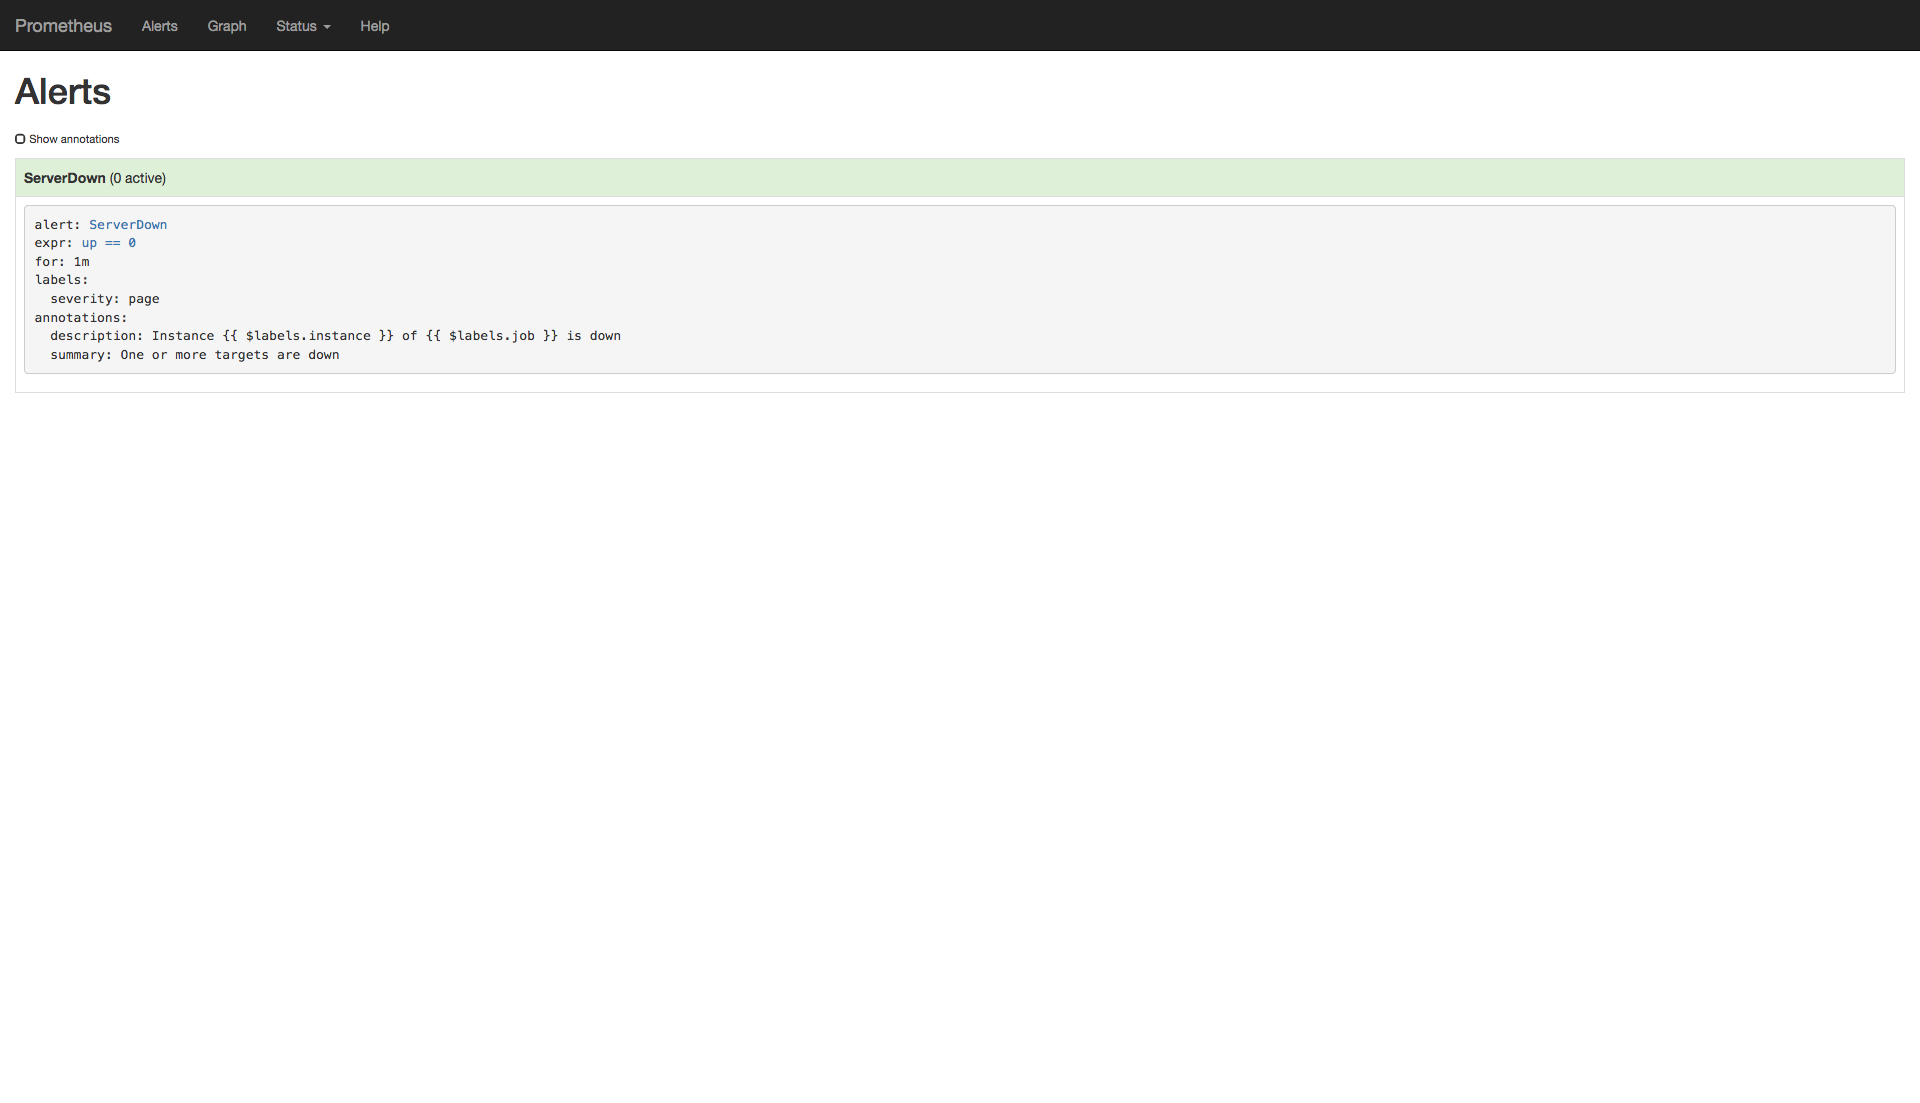 Prometheus Alerts Graph Status Help
Alerts
Show annotations
ServerDown (0 active)
alert: ServerDown
expr: up == 0
for: 1m
labels:
  severity: page
annotations:
  description: Instance {{ $labels.instance }} of {{ $labels.job }} is down
  summary: One or more targets are down